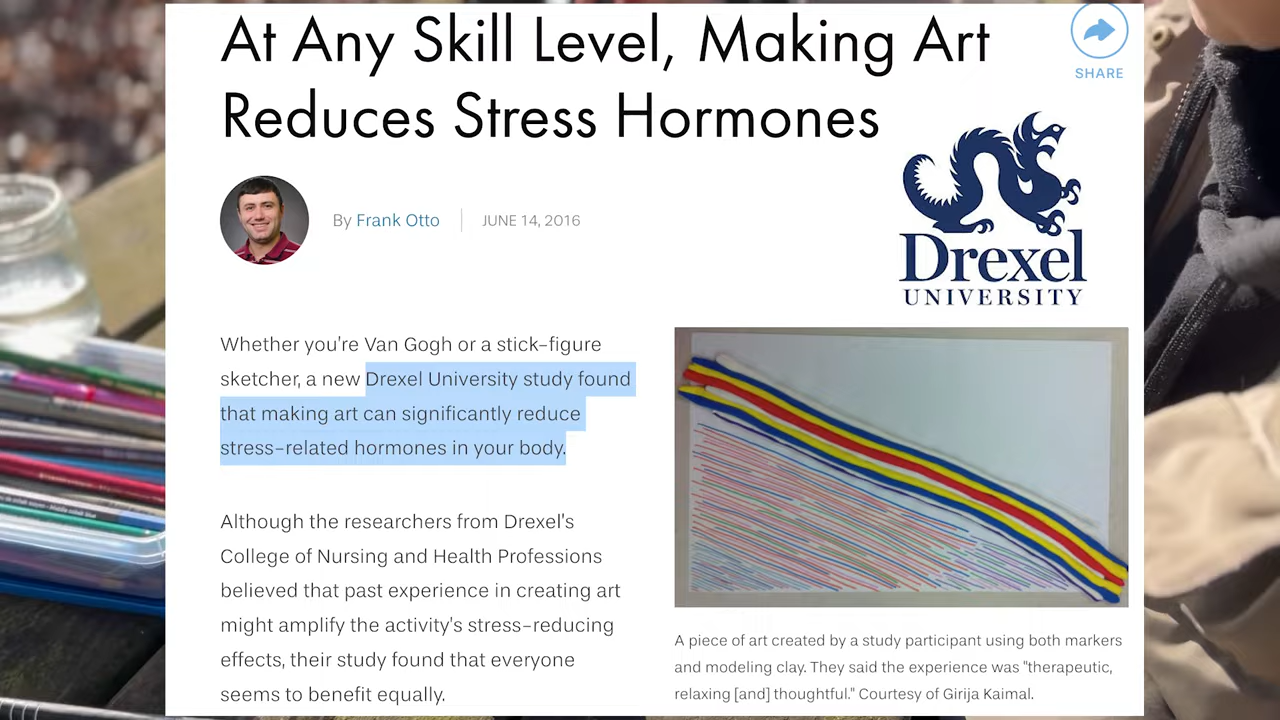 At Any Skill Level, Making Art
Reduces Stress Hormones
SHARE
By Frank Otto
JUNE 14, 2016
Drexel
UNIVERSITY
Whether you're Van Gogh or a stick-figure
sketcher, a new Drexel University study found
that making art can significantly reduce
stress-related hormones in your body.
Although the researchers from Drexel's
College of Nursing and Health Professions
believed that past experience in creating art
might amplify the activity's stress-reducing
effects, their study found that everyone
seems to benefit equally.
A piece of art created by a study participant using both markers
and modeling clay. They said the experience was "therapeutic,
relaxing [and] thoughtful." Courtesy of Girija Kaimal.